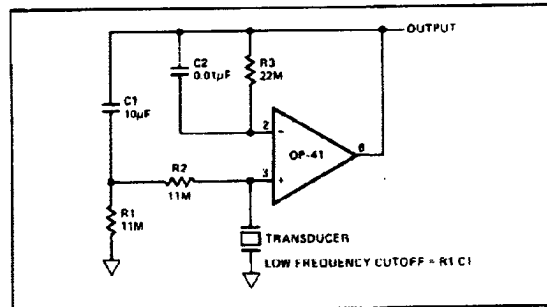 OUTPUT
C2
0.01µF
R3
22M
C1
10µF
2
−
OP-41
6
3
+
R2
11M
R1
11M
TRANSDUCER
LOW FREQUENCY CUTOFF = R1 C1